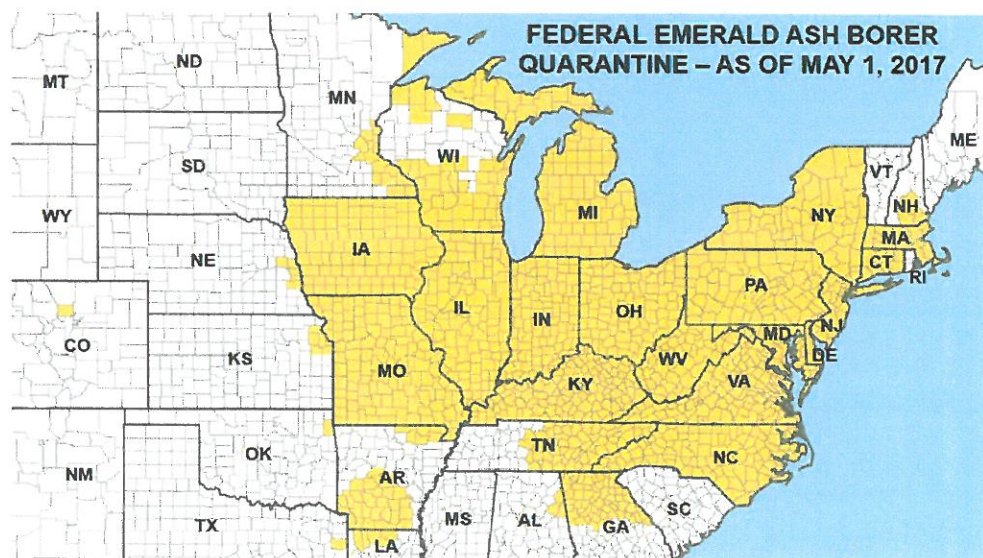 FEDERAL EMERALD ASH BORER
QUARANTINE – AS OF MAY 1, 2017
MT
ND
MN
ME
WI
VT
SD
NH
WY
MI
NY
MA
IA
CT
RI
NE
PA
IL
IN
OH
NJ
MD
DE
CO
KS
MO
WV
VA
KY
OK
TN
NC
NM
AR
SC
TX
MS
AL
GA
LA